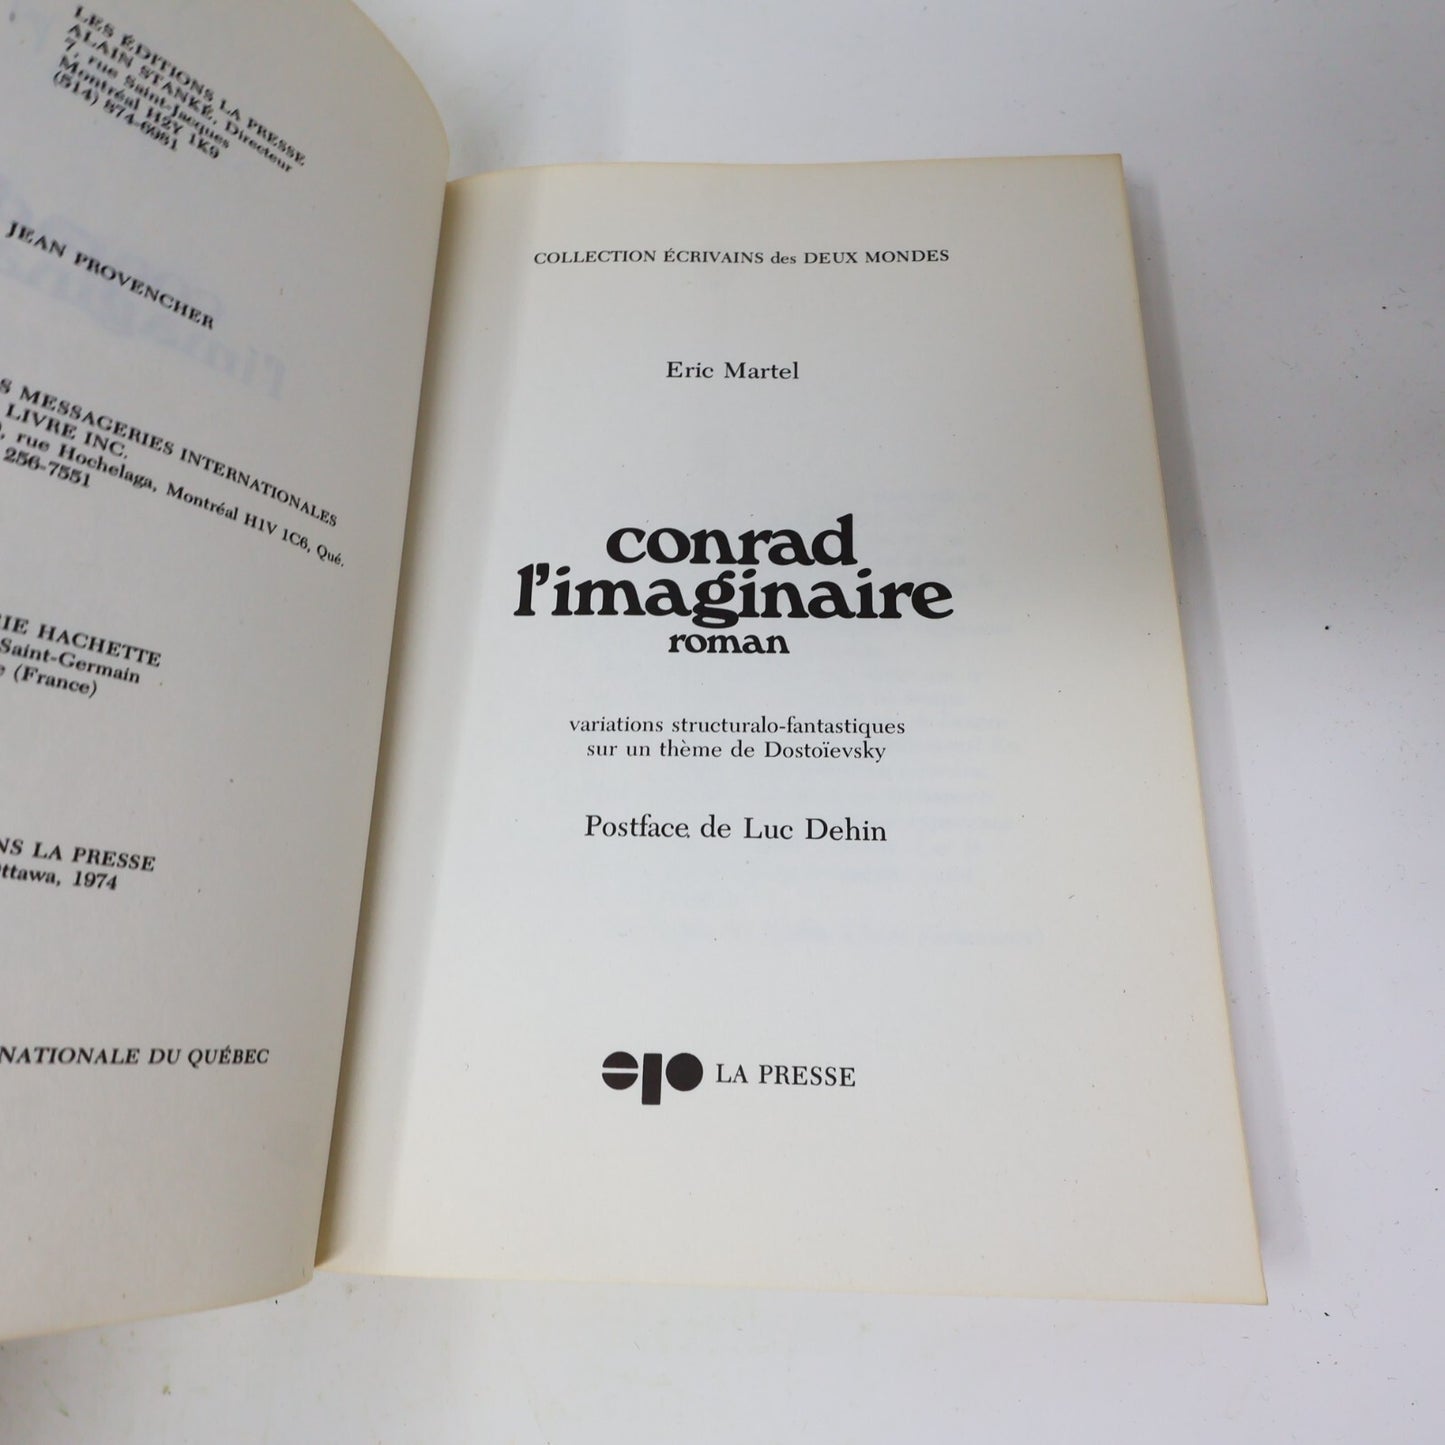 LES ÉDITIONS LA PRESSE
ALAIN STANKÉ, Directeur
7, rue Saint-Jacques
Montréal H2Y 1K9
(514) 874-6981
JEAN PROVENCHER
MESSAGERIES INTERNATIONALES
LIVRE INC.
rue Hochelaga, Montréal H1V 1C6, Qué.
256-7551
HACHETTE
Saint-Germain
(France)
LA PRESSE
1974
NATIONALE DU QUÉBEC
COLLECTION ÉCRIVAINS des DEUX MONDES
Eric Martel
conrad
l'imaginaire
roman
variations structuralo-fantastiques
sur un thème de Dostoïevsky
Postface de Luc Dehin
LA PRESSE